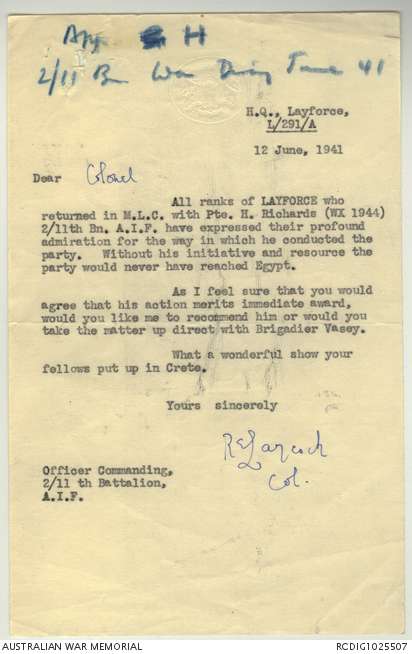 App H
2/11 Bn War Diary June 41
H.Q., Layforce,
L/291/A
12 June, 1941
Dear Colonel
All ranks of LAYFORCE who
returned in M.L.C. with Pte. H. Richards (WX 1944)
2/11th Bn. A.I.F. have expressed their profound
admiration for the way in which he conducted the
party. Without his initiative and resource the
party would never have reached Egypt.
As I feel sure that you would
agree that his action merits immediate award,
would you like me to recommend him or would you
take the matter up direct with Brigadier Vasey.
What a wonderful show your
fellows put up in Crete.
Yours sincerely
R E Laycock
Col.
Officer Commanding,
2/11 th Battalion,
A.I.F.
AUSTRALIAN WAR MEMORIAL
RCDIG1025507